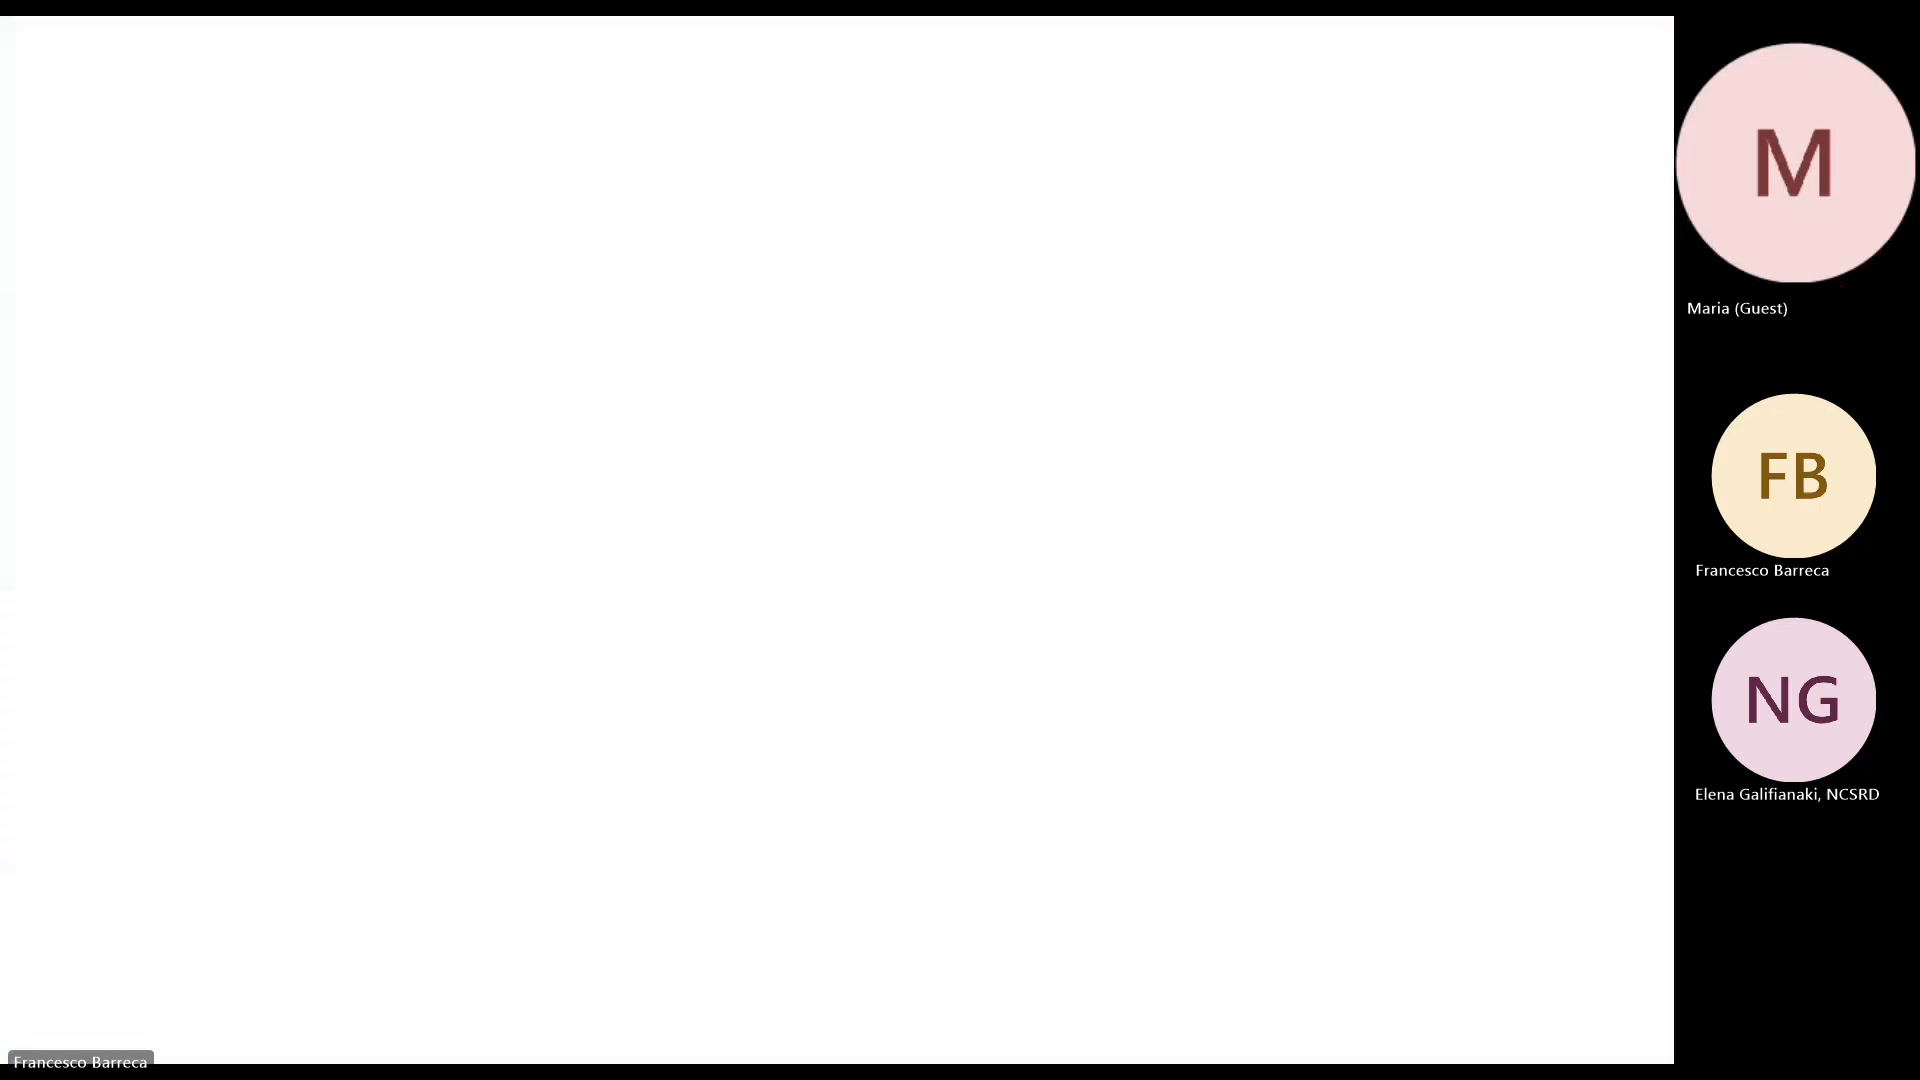 M
Maria (Guest)
FB
Francesco Barreca
NG
Elena Galifianaki, NCSRD
Francesco Barreca